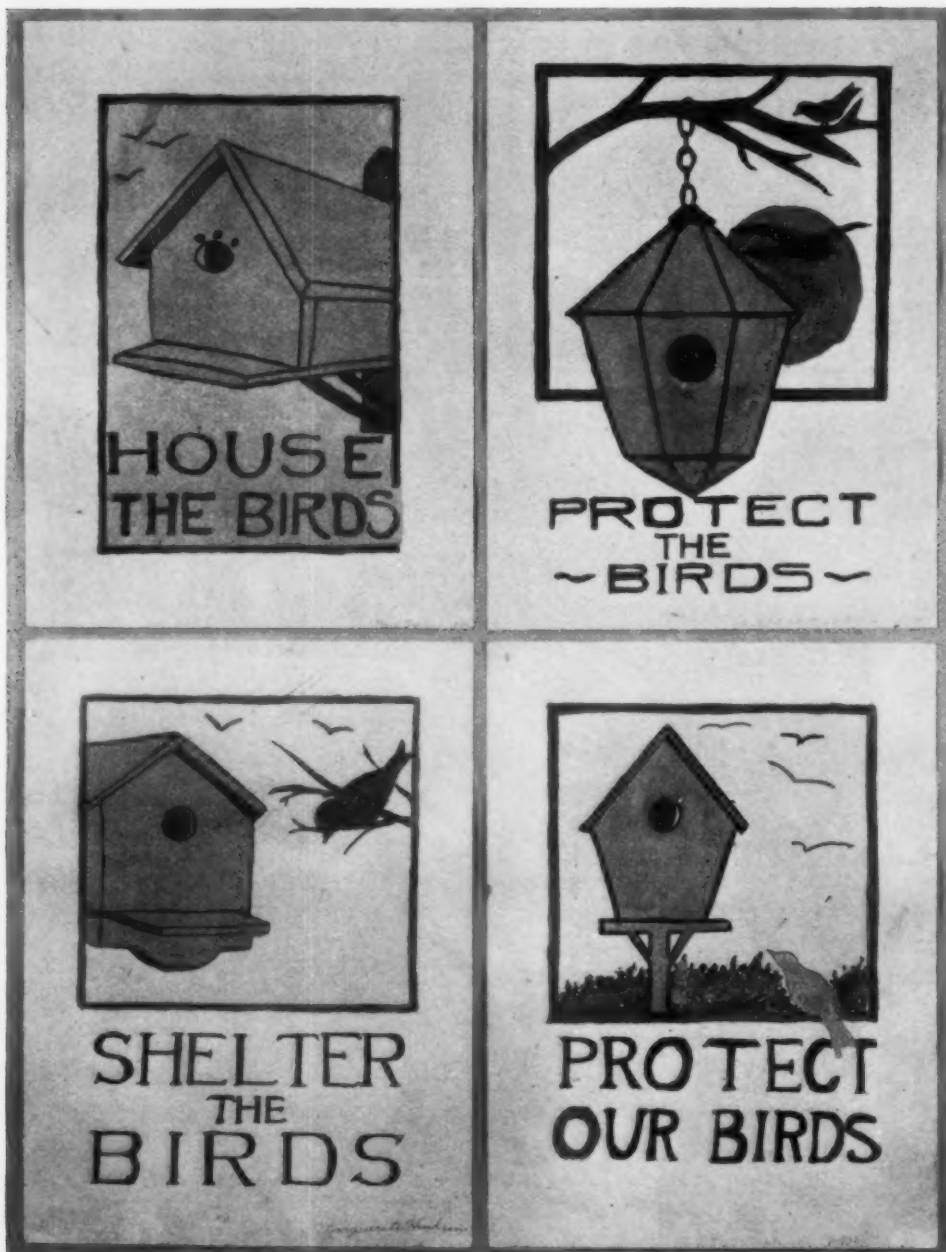 HOUSE
THE BIRDS
PROTECT
THE
~BIRDS~
SHELTER
THE
BIRDS
PROTECT
OUR BIRDS